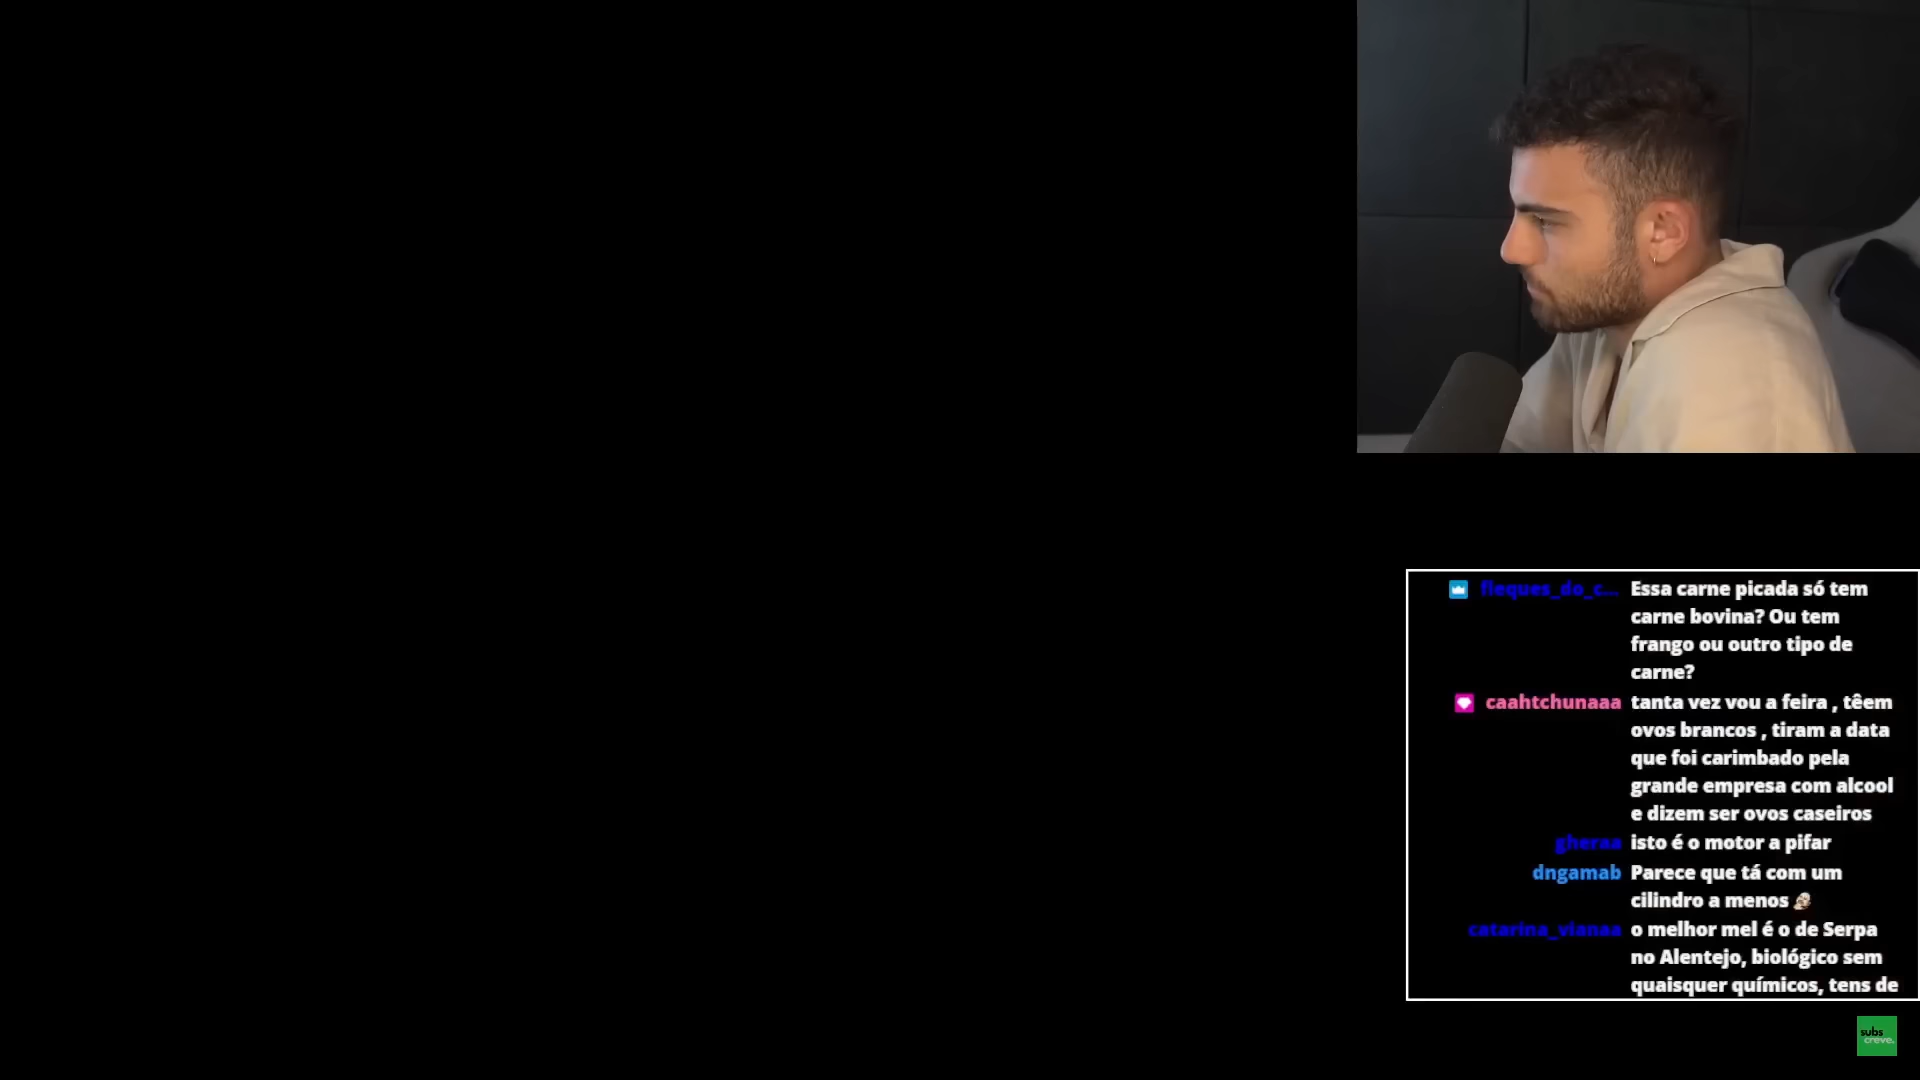 fleques_do_c... Essa carne picada só tem
carne bovina? Ou tem
frango ou outro tipo de
carne?
caahtchunaaa tanta vez vou a feira , têem
ovos brancos , tiram a data
que foi carimbado pela
grande empresa com alcool
e dizem ser ovos caseiros
gheraa isto é o motor a pifar
dngamab Parece que tá com um
cilindro a menos
catarina_vianaa o melhor mel é o de Serpa
no Alentejo, biológico sem
quaisquer químicos, tens de
subs
creve.